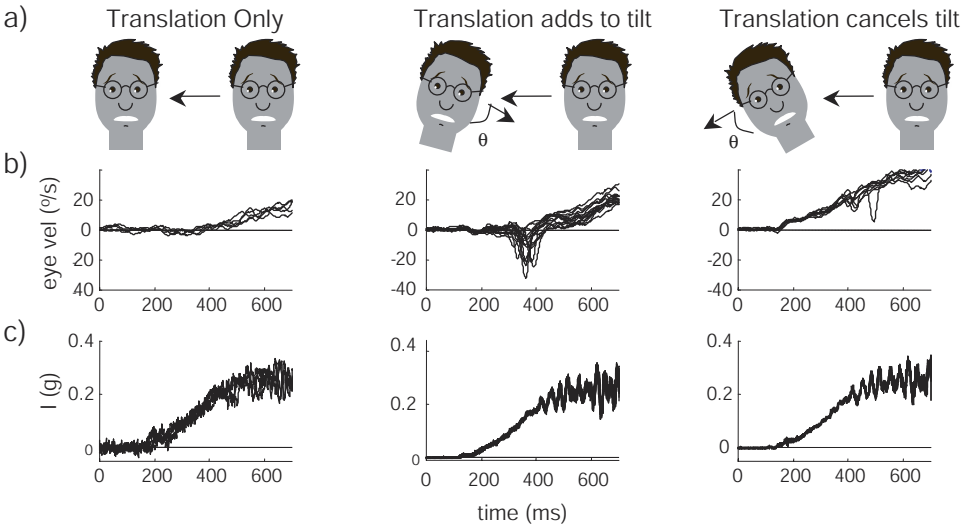 a) Translation Only Translation adds to tilt Translation cancels tilt
θ θ
b)
eye vel (º/s)
20 20 20
0 0 0
-20 -20 -20
40 -40 -40
0 200 400 600 0 200 400 600 0 200 400 600
c)
I (g)
0.4 0.4 0.4
0.2 0.2 0.2
0 0 0
0 200 400 600 0 200 400 600 0 200 400 600
time (ms)